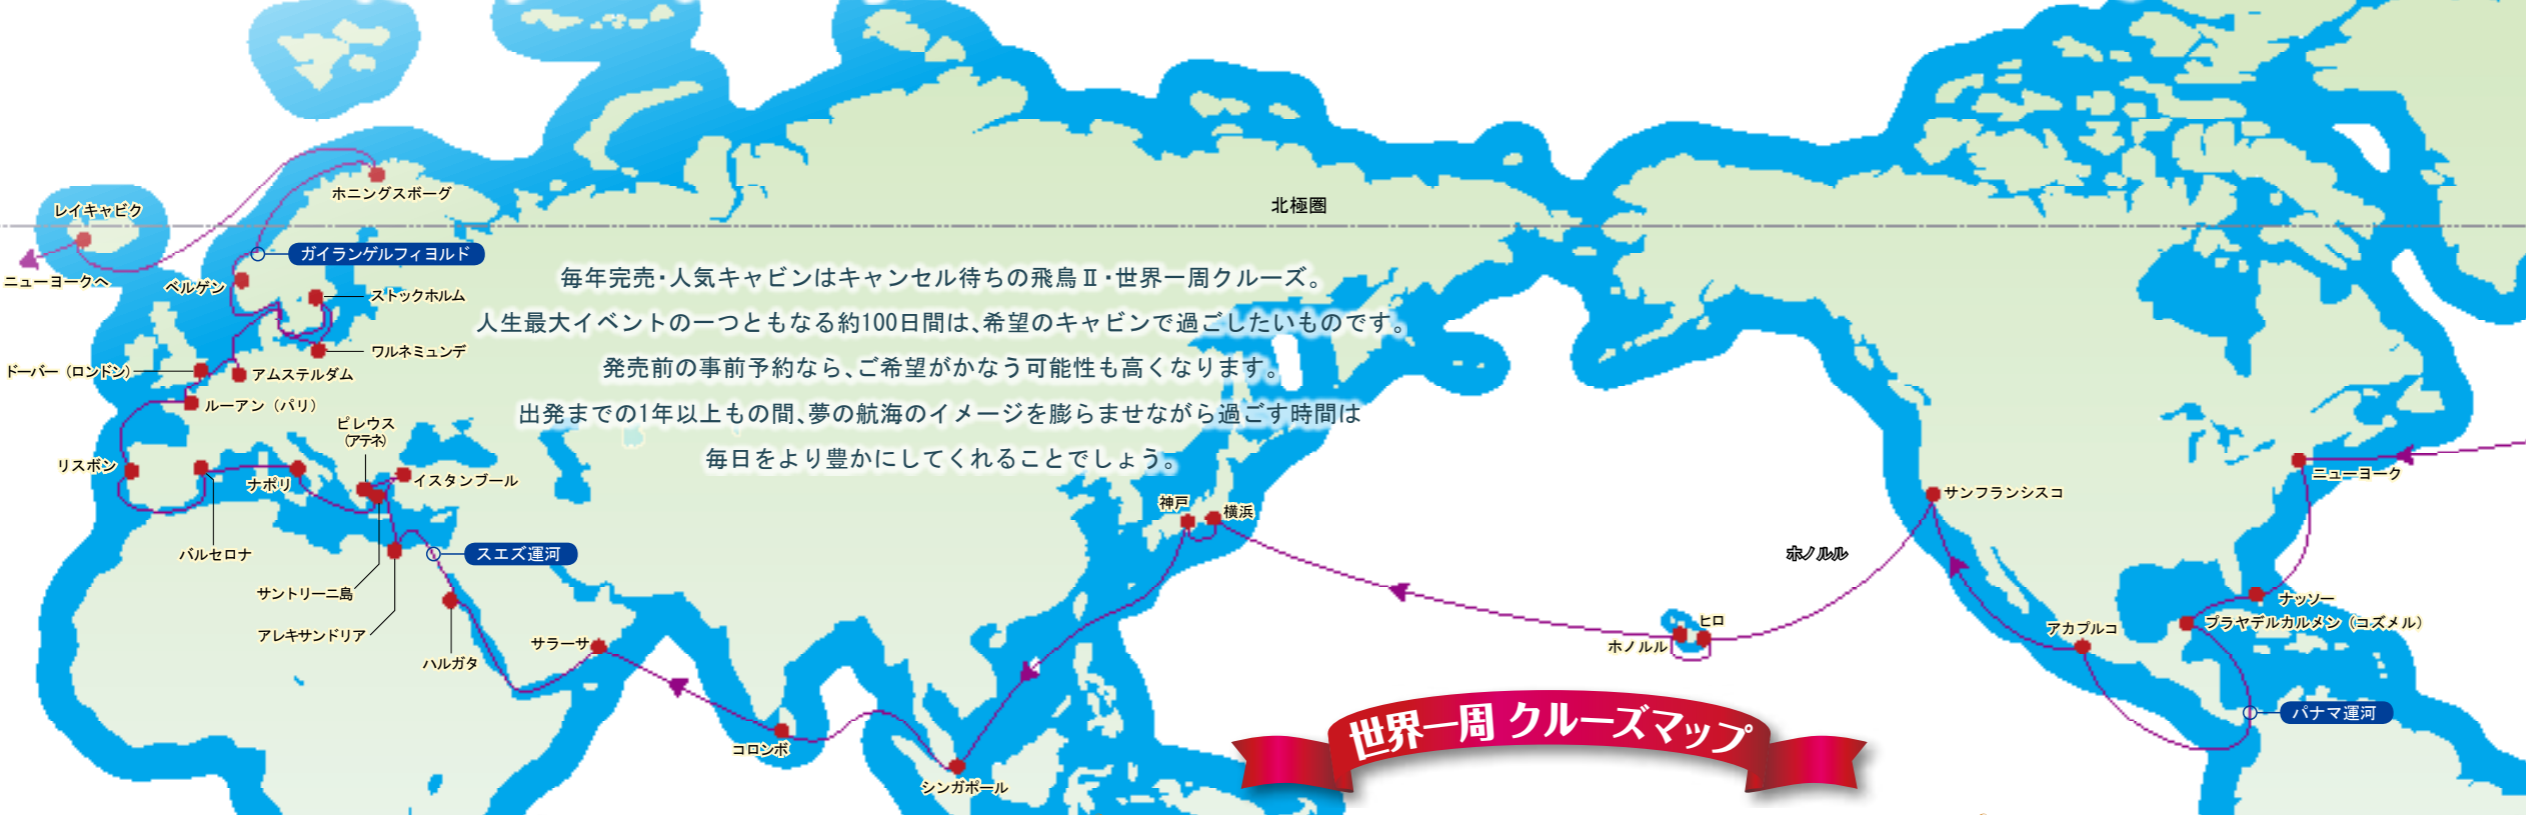 北極圏
ホニングスボーグ
レイキャビク
ニューヨークへ
ガイランゲルフィヨルド
ベルゲン
ストックホルム
ワルネミュンデ
ドーバー（ロンドン）
アムステルダム
ルーアン（パリ）
ピレウス
（アテネ）
リスボン
ナポリ
イスタンブール
バルセロナ
スエズ運河
サントリーニ島
アレキサンドリア
ハルガタ
サラーサ
コロンボ
シンガポール
毎年完売・人気キャビンはキャンセル待ちの飛鳥Ⅱ・世界一周クルーズ。
人生最大イベントの一つともなる約100日間は、希望のキャビンで過ごしたいものです。
発売前の事前予約なら、ご希望がかなう可能性も高くなります。
出発までの1年以上もの間、夢の航海のイメージを膨らませながら過ごす時間は
毎日をより豊かにしてくれることでしょう。
神戸
横浜
ホノルル
ヒロ
ホノルル
サンフランシスコ
ニューヨーク
ナッソー
プラヤデルカルメン（コズメル）
アカプルコ
パナマ運河
世界一周 クルーズマップ